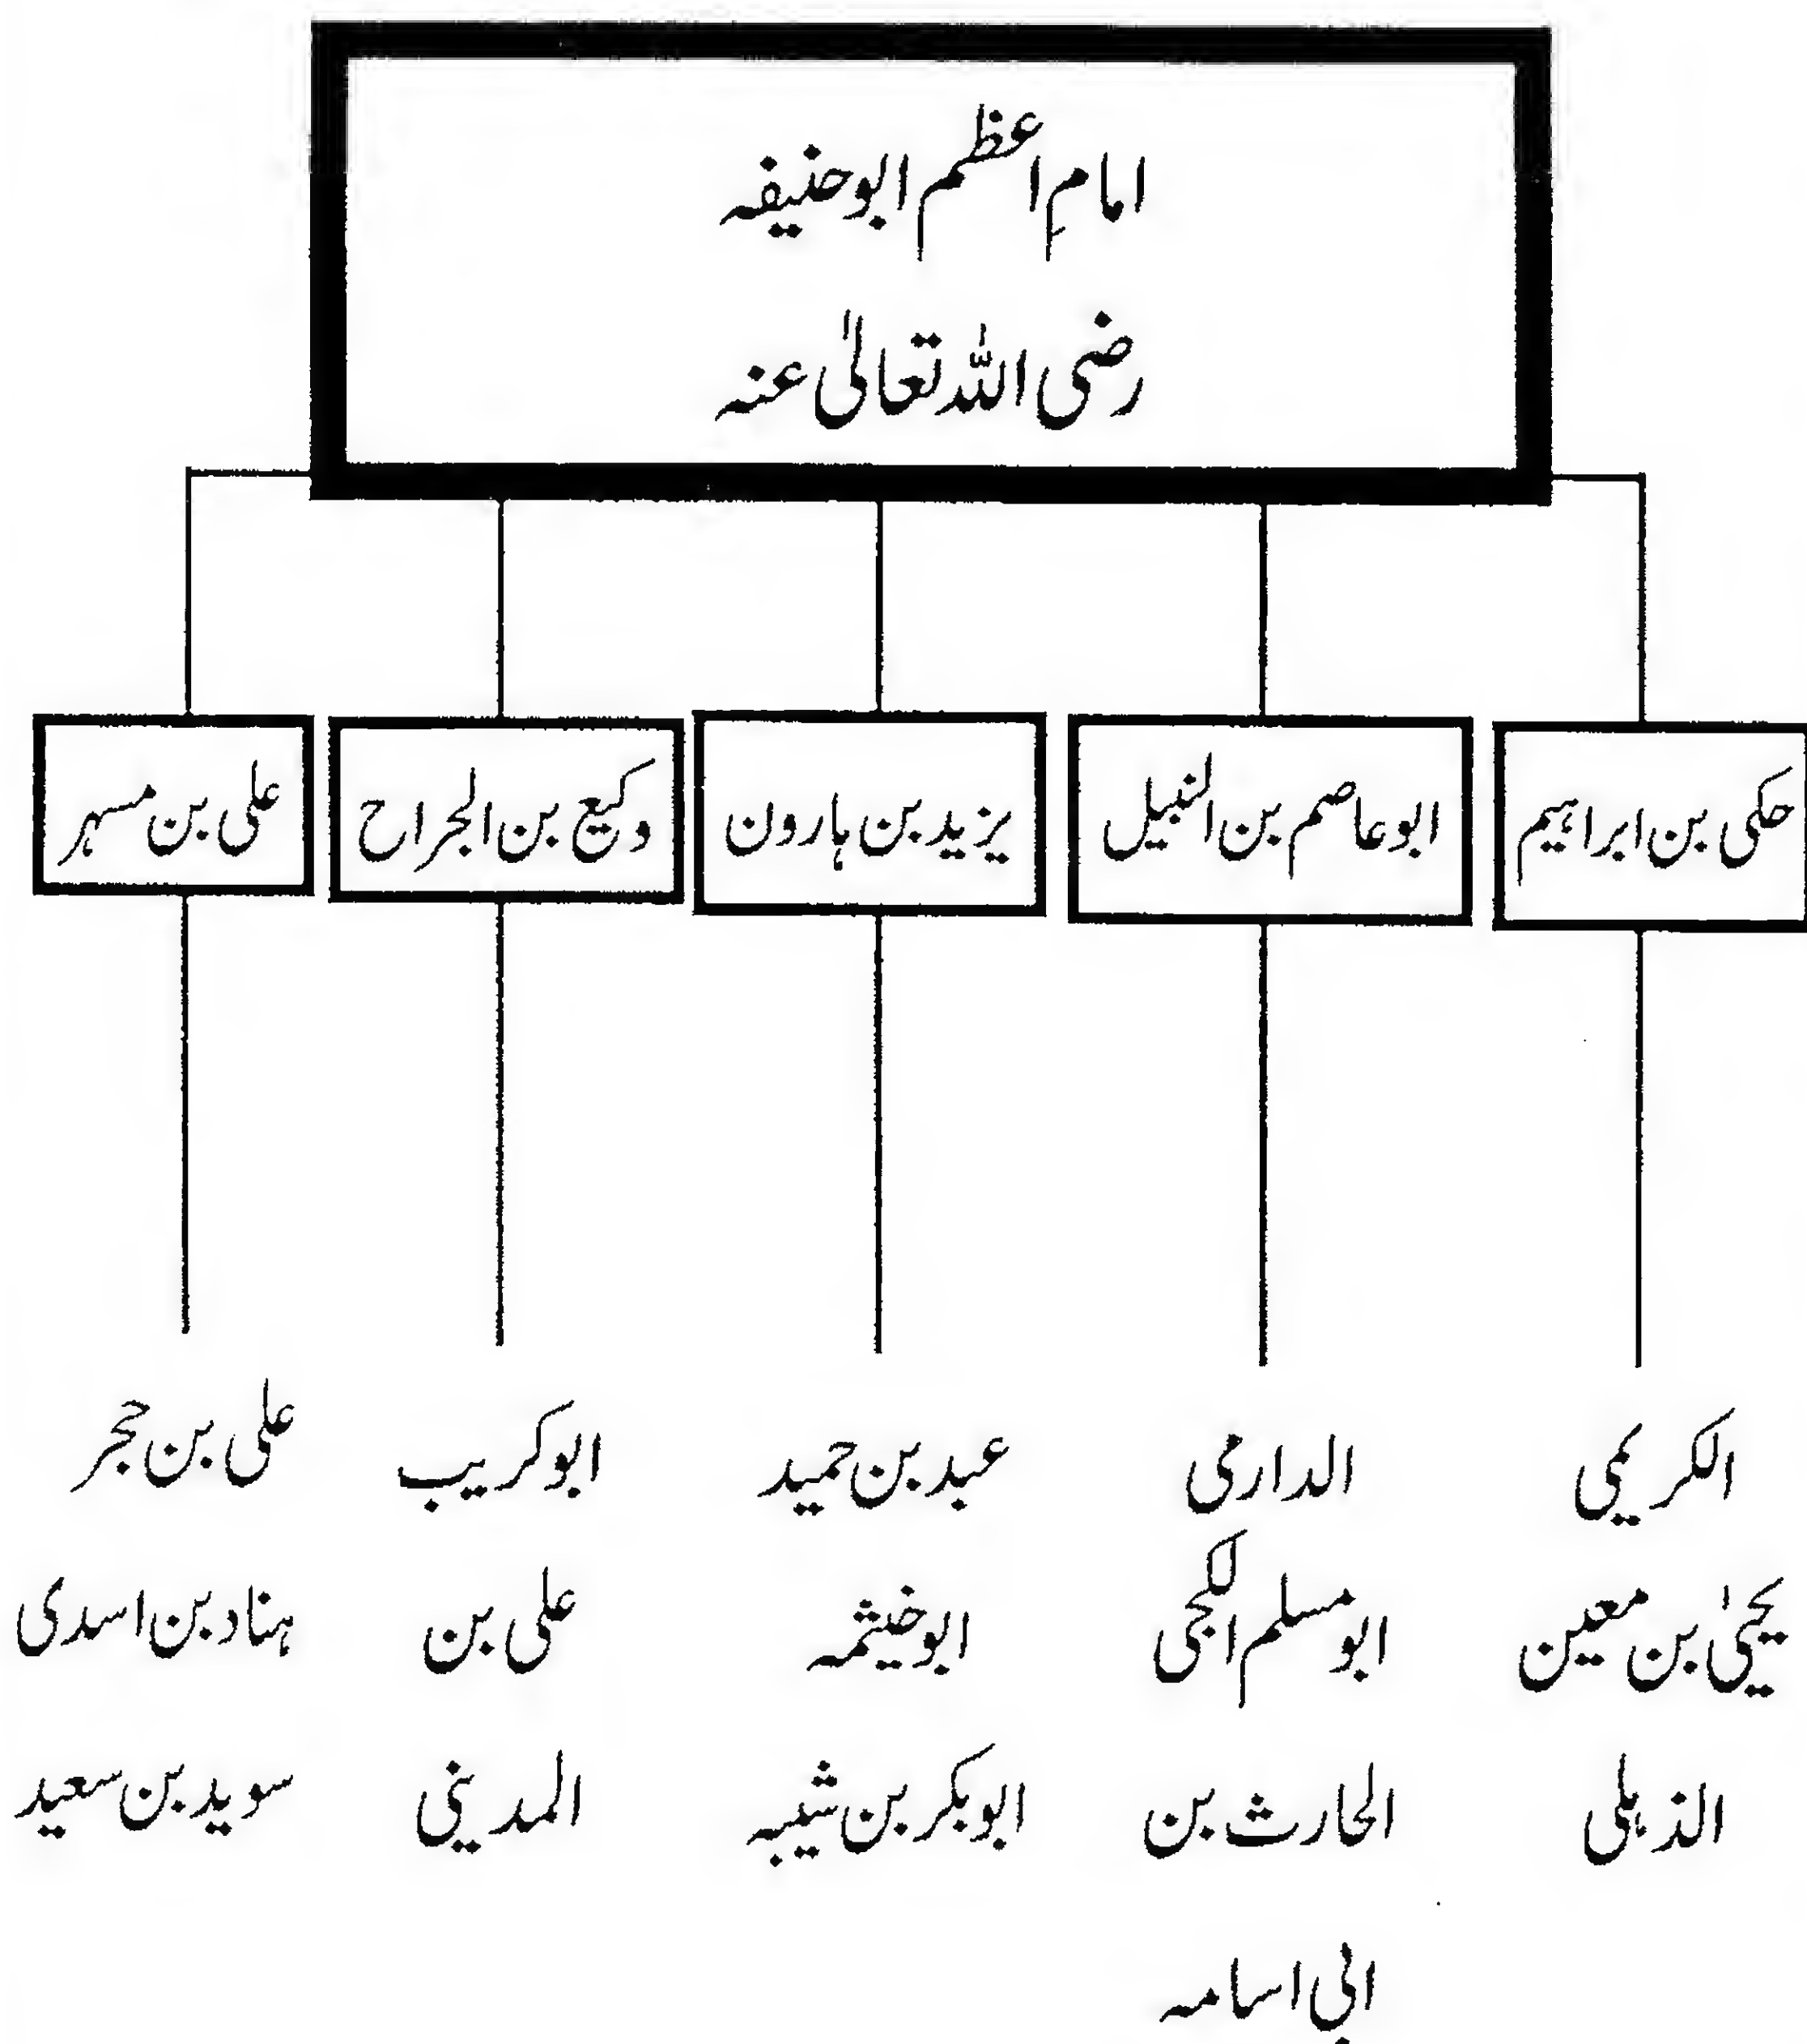 امامِ اعظم ابوحنیفہ
رضی اللہ تعالیٰ عنہ
حکی بن ابراہیم
ابوعاصم بن النبیل
یزید بن ہارون
وکیع بن الجراح
علی بن مسہر
الکریمی
یحییٰ بن معین
الذہلی
الدارمی
ابومسلم الکجی
الحارث بن
ابی اسامہ
عبد بن حمید
ابوخیثمہ
ابوبکر بن شیبہ
ابوکریب
علی بن
المدینی
علی بن حجر
ہناد بن اسدی
سوید بن سعید